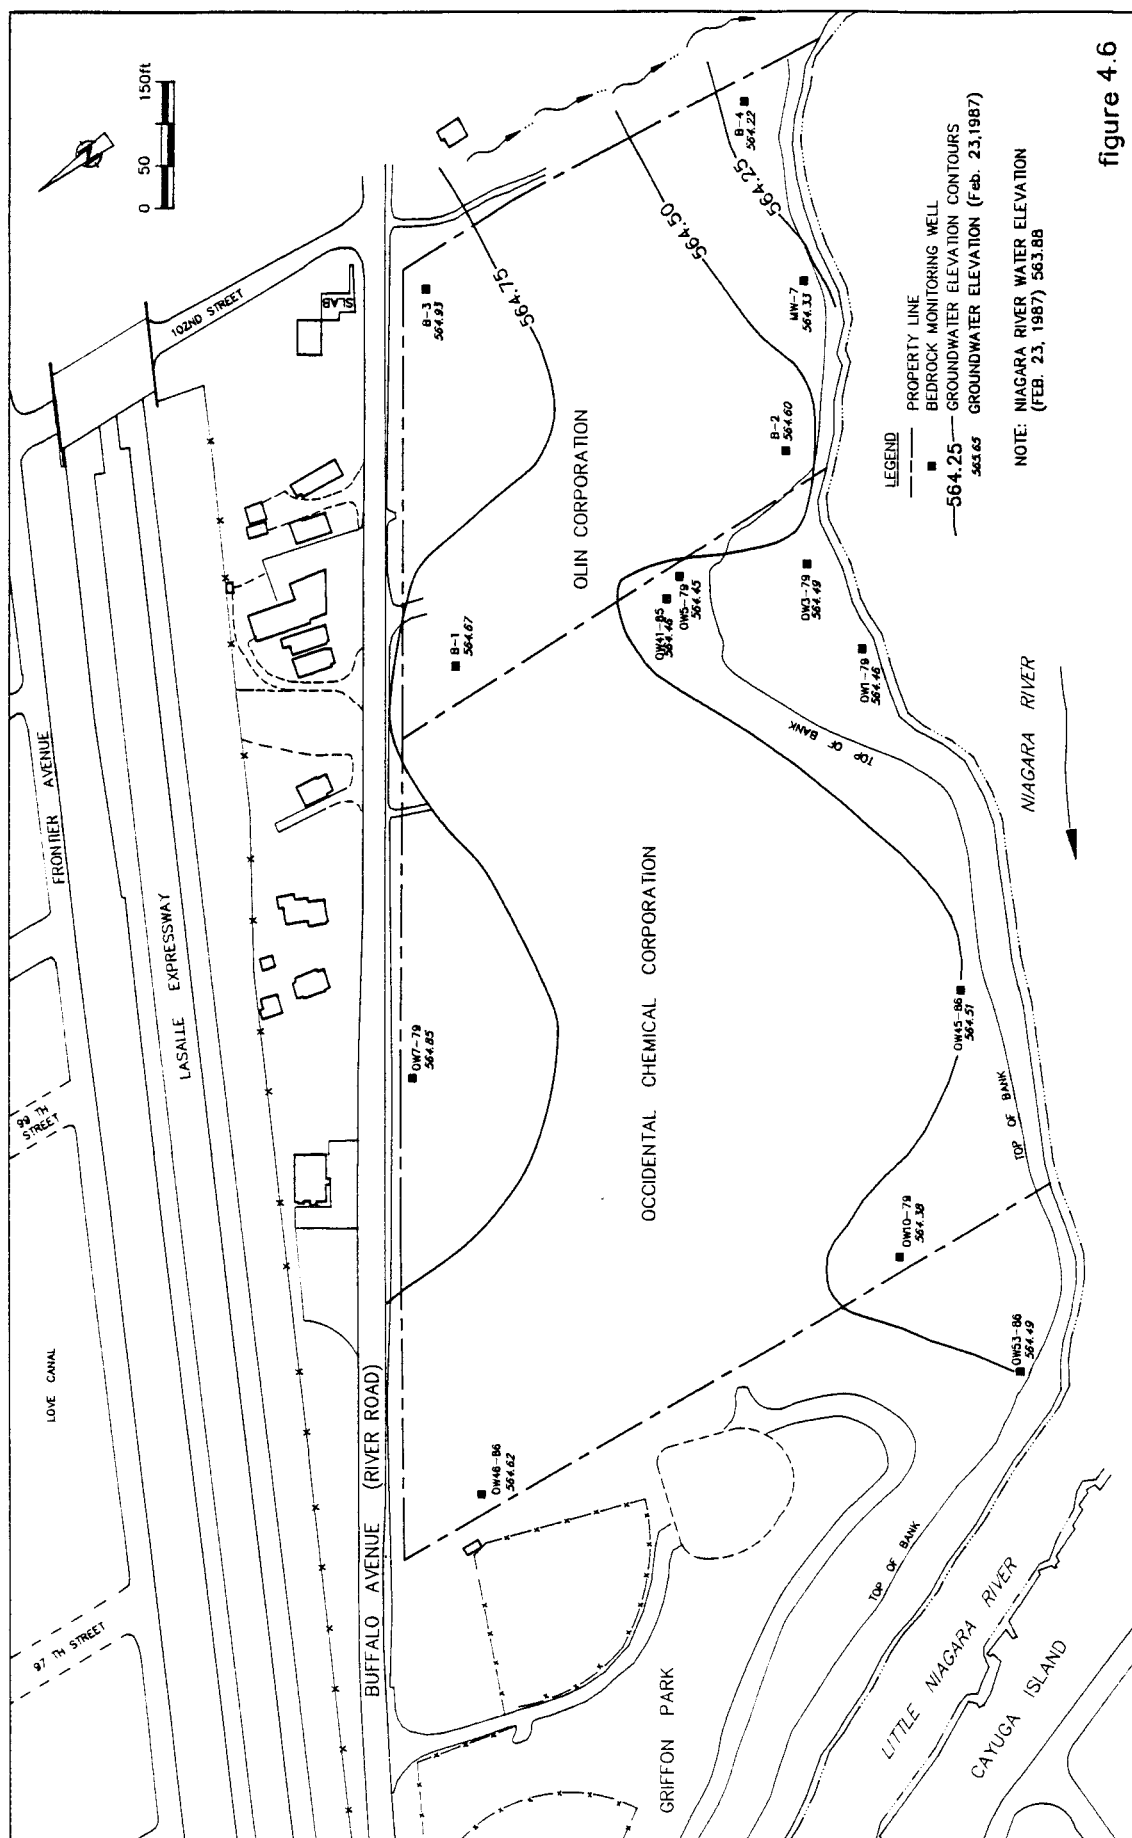 0
50
150ft
102ND STREET
SLAB
FRONTIER AVENUE
LASALLE EXPRESSWAY
99 TH
STREET
LOVE CANAL
97 TH STREET
BUFFALO AVENUE (RIVER ROAD)
B-3
564.93
564.75
564.50
564.25
B-4
564.22
MW-7
564.33
B-2
564.60
OLIN CORPORATION
B-1
564.67
OW41-85
564.46
OW5-79
564.45
OW3-79
564.49
OW1-79
564.46
TOP OF BANK
OCCIDENTAL CHEMICAL CORPORATION
OW7-79
564.85
OW45-86
564.51
TOP OF BANK
OW10-79
564.38
OW53-86
564.49
OW48-86
564.62
TOP OF BANK
GRIFFON PARK
LITTLE NIAGARA RIVER
CAYUGA ISLAND
NIAGARA RIVER
LEGEND
PROPERTY LINE
BEDROCK MONITORING WELL
564.25 GROUNDWATER ELEVATION CONTOURS
565.65 GROUNDWATER ELEVATION (Feb. 23,1987)
NOTE: NIAGARA RIVER WATER ELEVATION
(FEB. 23, 1987) 563.88
figure 4.6